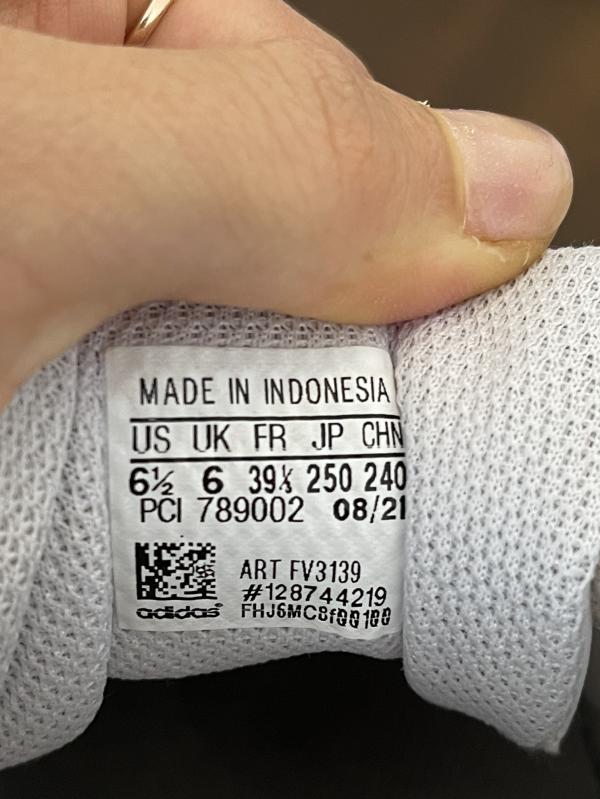 MADE IN INDONESIA
US UK FR JP CHN
6½ 6 39⅓ 250 240
PCI 789002 08/21
ART FV3139
#128744219
adidas